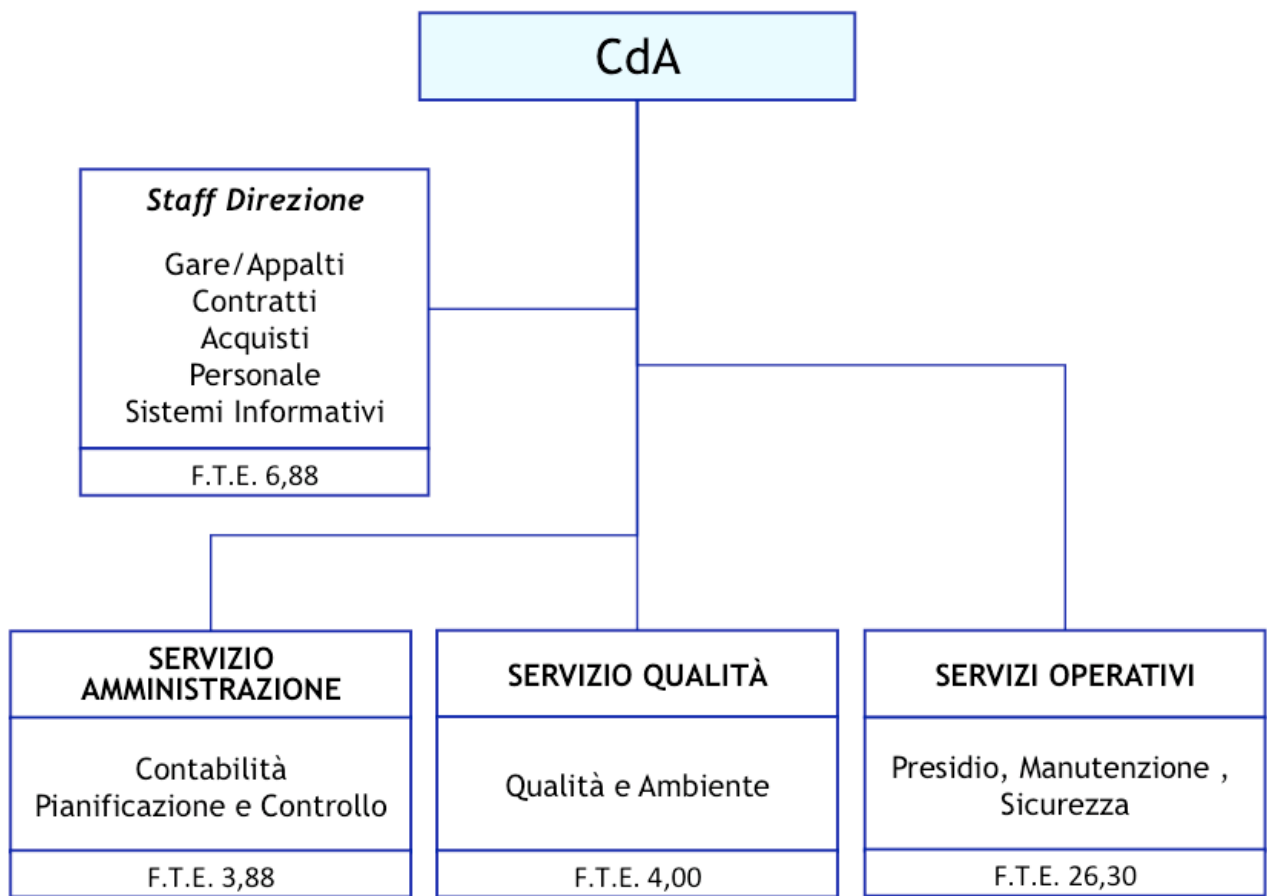 CdA
Staff Direzione
Gare/Appalti
Contratti
Acquisti
Personale
Sistemi Informativi
F.T.E. 6,88
SERVIZIO
AMMINISTRAZIONE
Contabilità
Pianificazione e Controllo
F.T.E. 3,88
SERVIZIO QUALITÀ
Qualità e Ambiente
F.T.E. 4,00
SERVIZI OPERATIVI
Presidio, Manutenzione ,
Sicurezza
F.T.E. 26,30